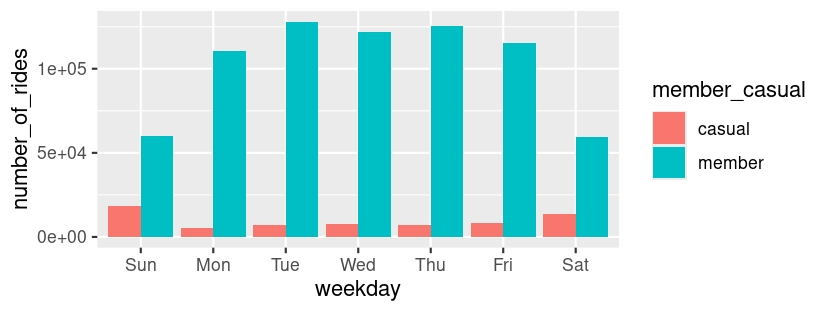 number_of_rides
1e+05
5e+04
0e+00
Sun Mon Tue Wed Thu Fri Sat
weekday
member_casual
casual
member